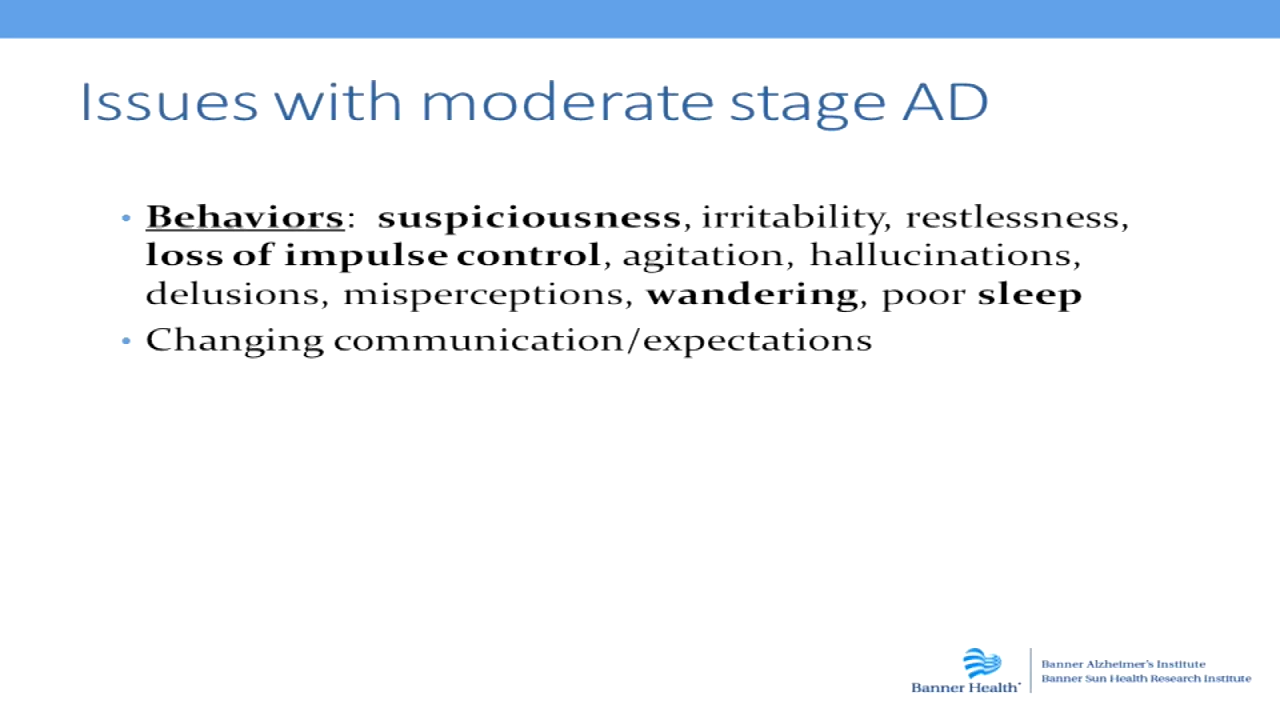 Issues with moderate stage AD
• Behaviors: suspiciousness, irritability, restlessness,
loss of impulse control, agitation, hallucinations,
delusions, misperceptions, wandering, poor sleep
• Changing communication/expectations
Banner Health
Banner Alzheimer's Institute
Banner Sun Health Research Institute